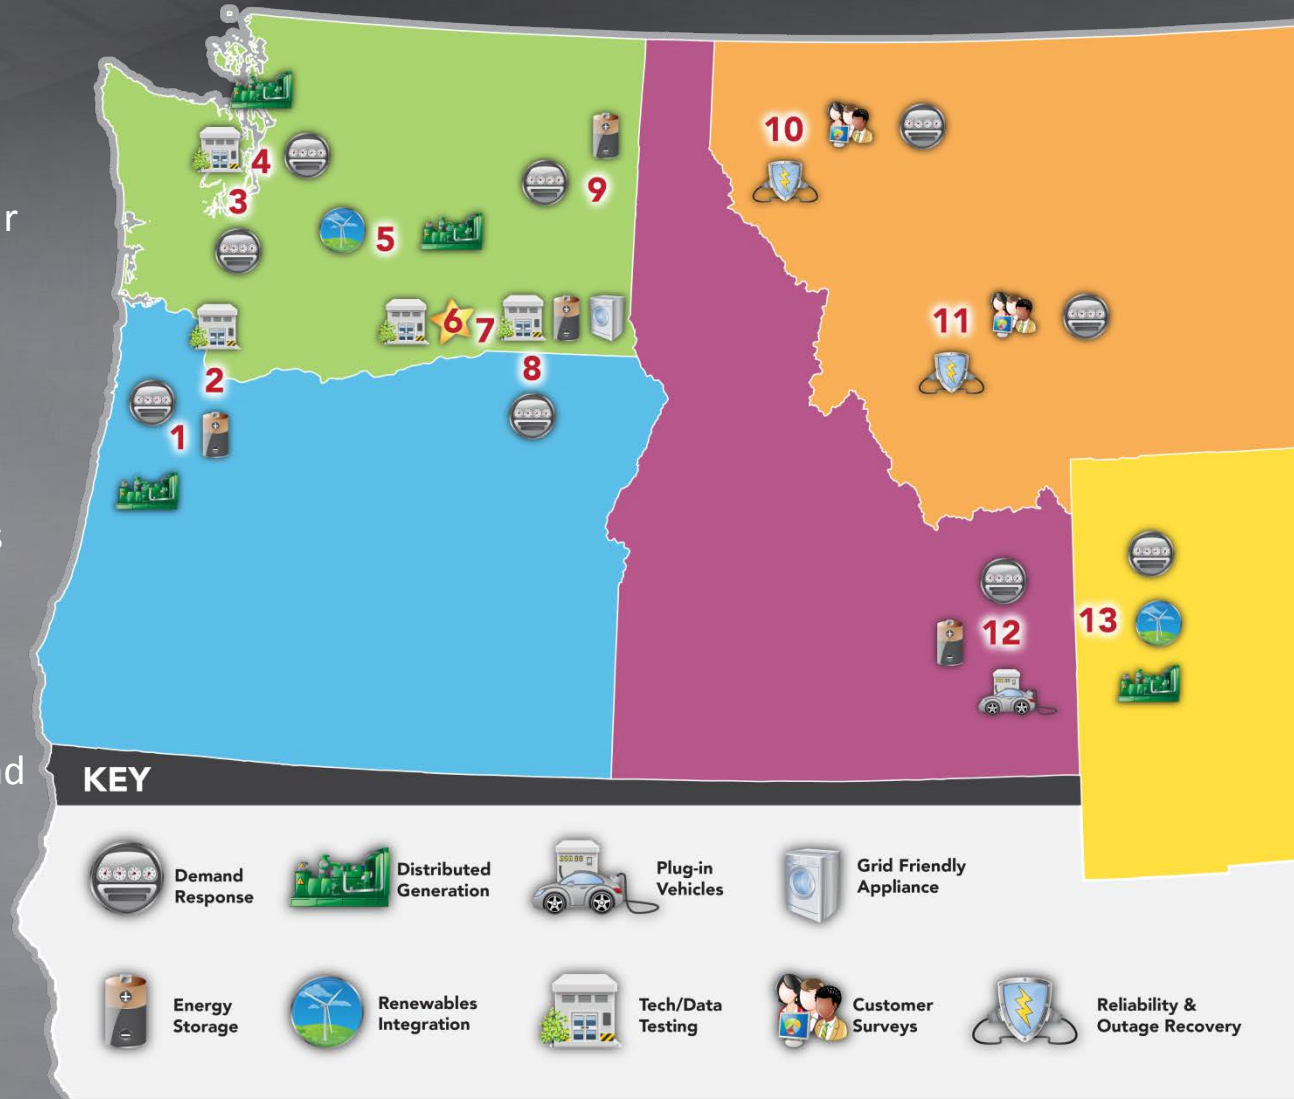 r
s
nd
4
3
5
9
10
6
7
11
2
8
1
12
13
KEY
Demand
Response
Distributed
Generation
Plug-in
Vehicles
Grid Friendly
Appliance
Energy
Storage
Renewables
Integration
Tech/Data
Testing
Customer
Surveys
Reliability &
Outage Recovery